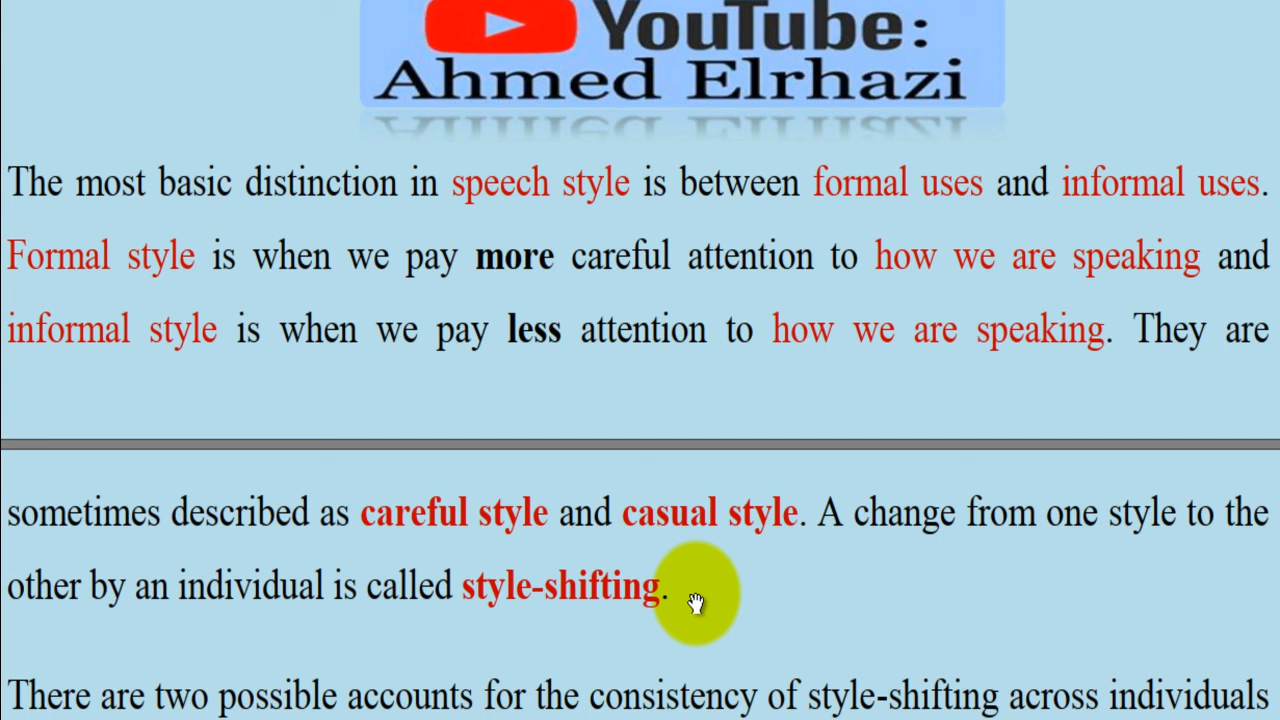 YouTube:
Ahmed Elrhazi
The most basic distinction in speech style is between formal uses and informal uses.
Formal style is when we pay more careful attention to how we are speaking and
informal style is when we pay less attention to how we are speaking. They are
sometimes described as careful style and casual style. A change from one style to the
other by an individual is called style-shifting.
There are two possible accounts for the consistency of style-shifting across individuals